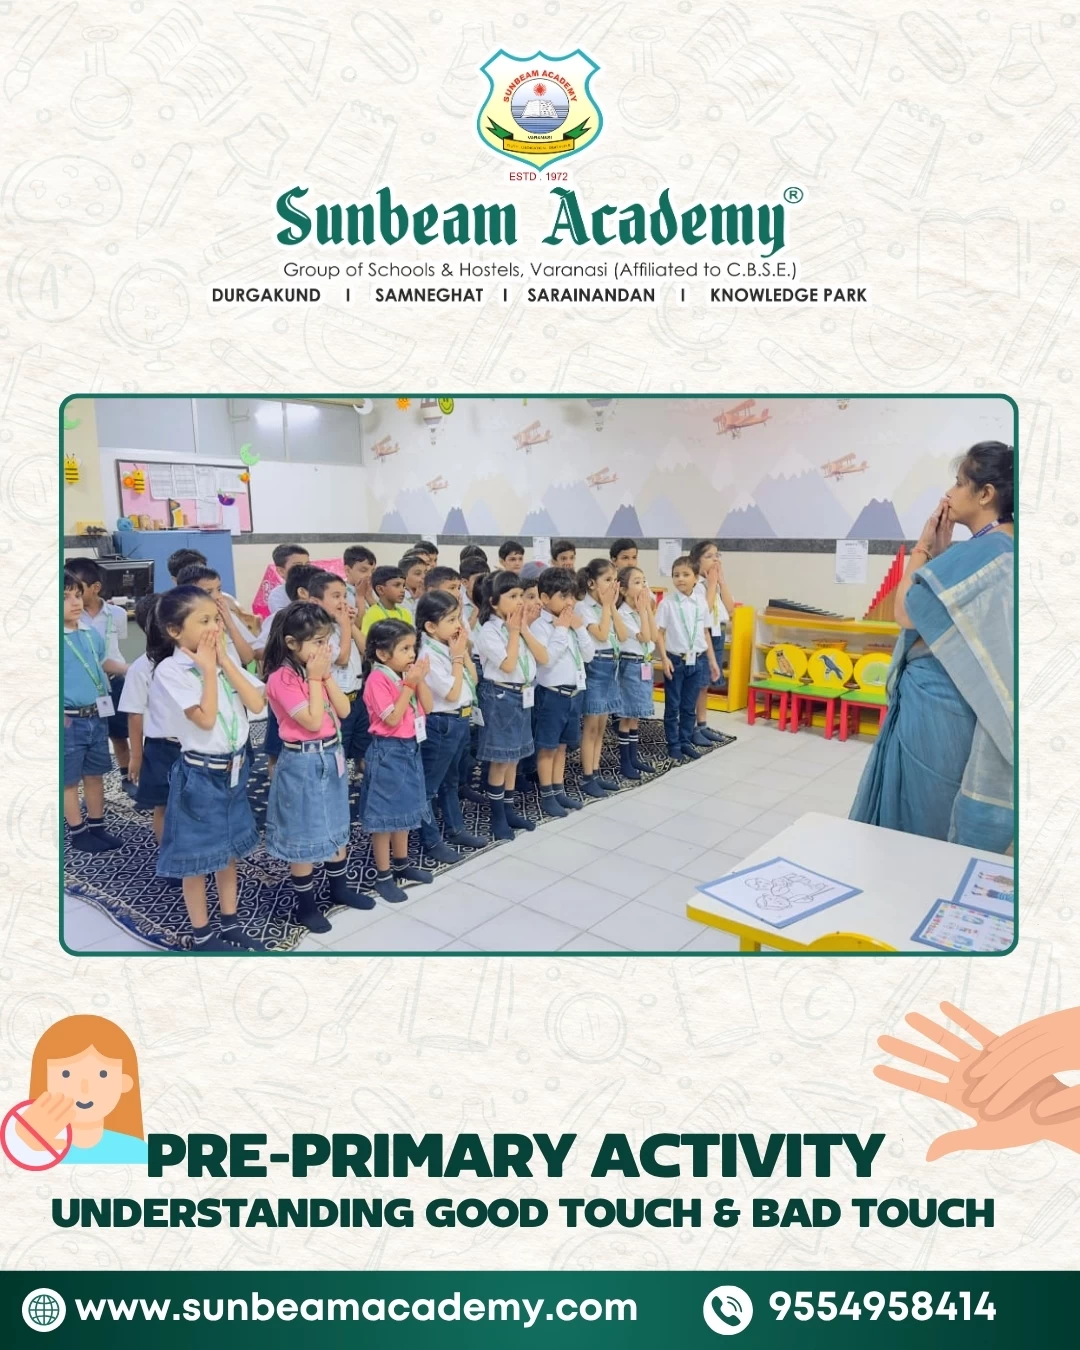 SUNBEAM ACADEMY
VARANASI
ESTD . 1972
Sunbeam Academy®
Group of Schools & Hostels, Varanasi (Affiliated to C.B.S.E.)
DURGAKUND I SAMNEGHAT I SARAINANDAN I KNOWLEDGE PARK
PRE-PRIMARY ACTIVITY
UNDERSTANDING GOOD TOUCH & BAD TOUCH
www.sunbeamacademy.com 9554958414